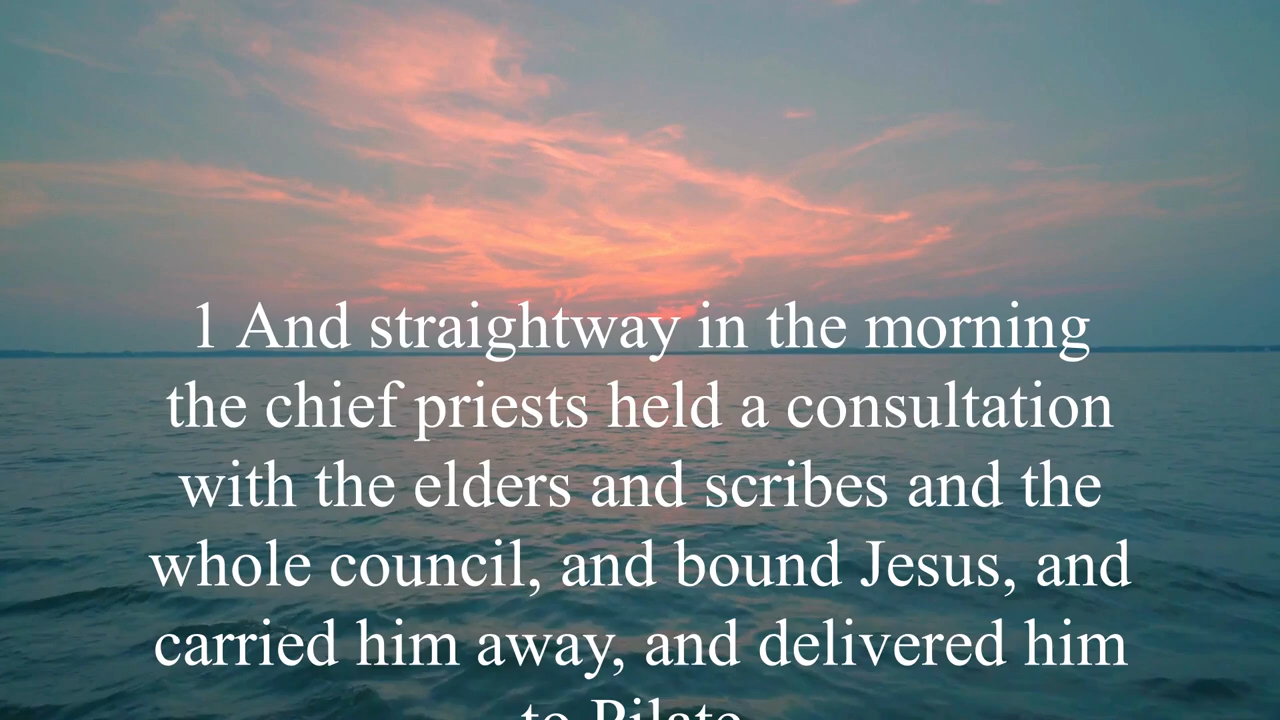 1 And straightway in the morning
the chief priests held a consultation
with the elders and scribes and the
whole council, and bound Jesus, and
carried him away, and delivered him
to Pilate